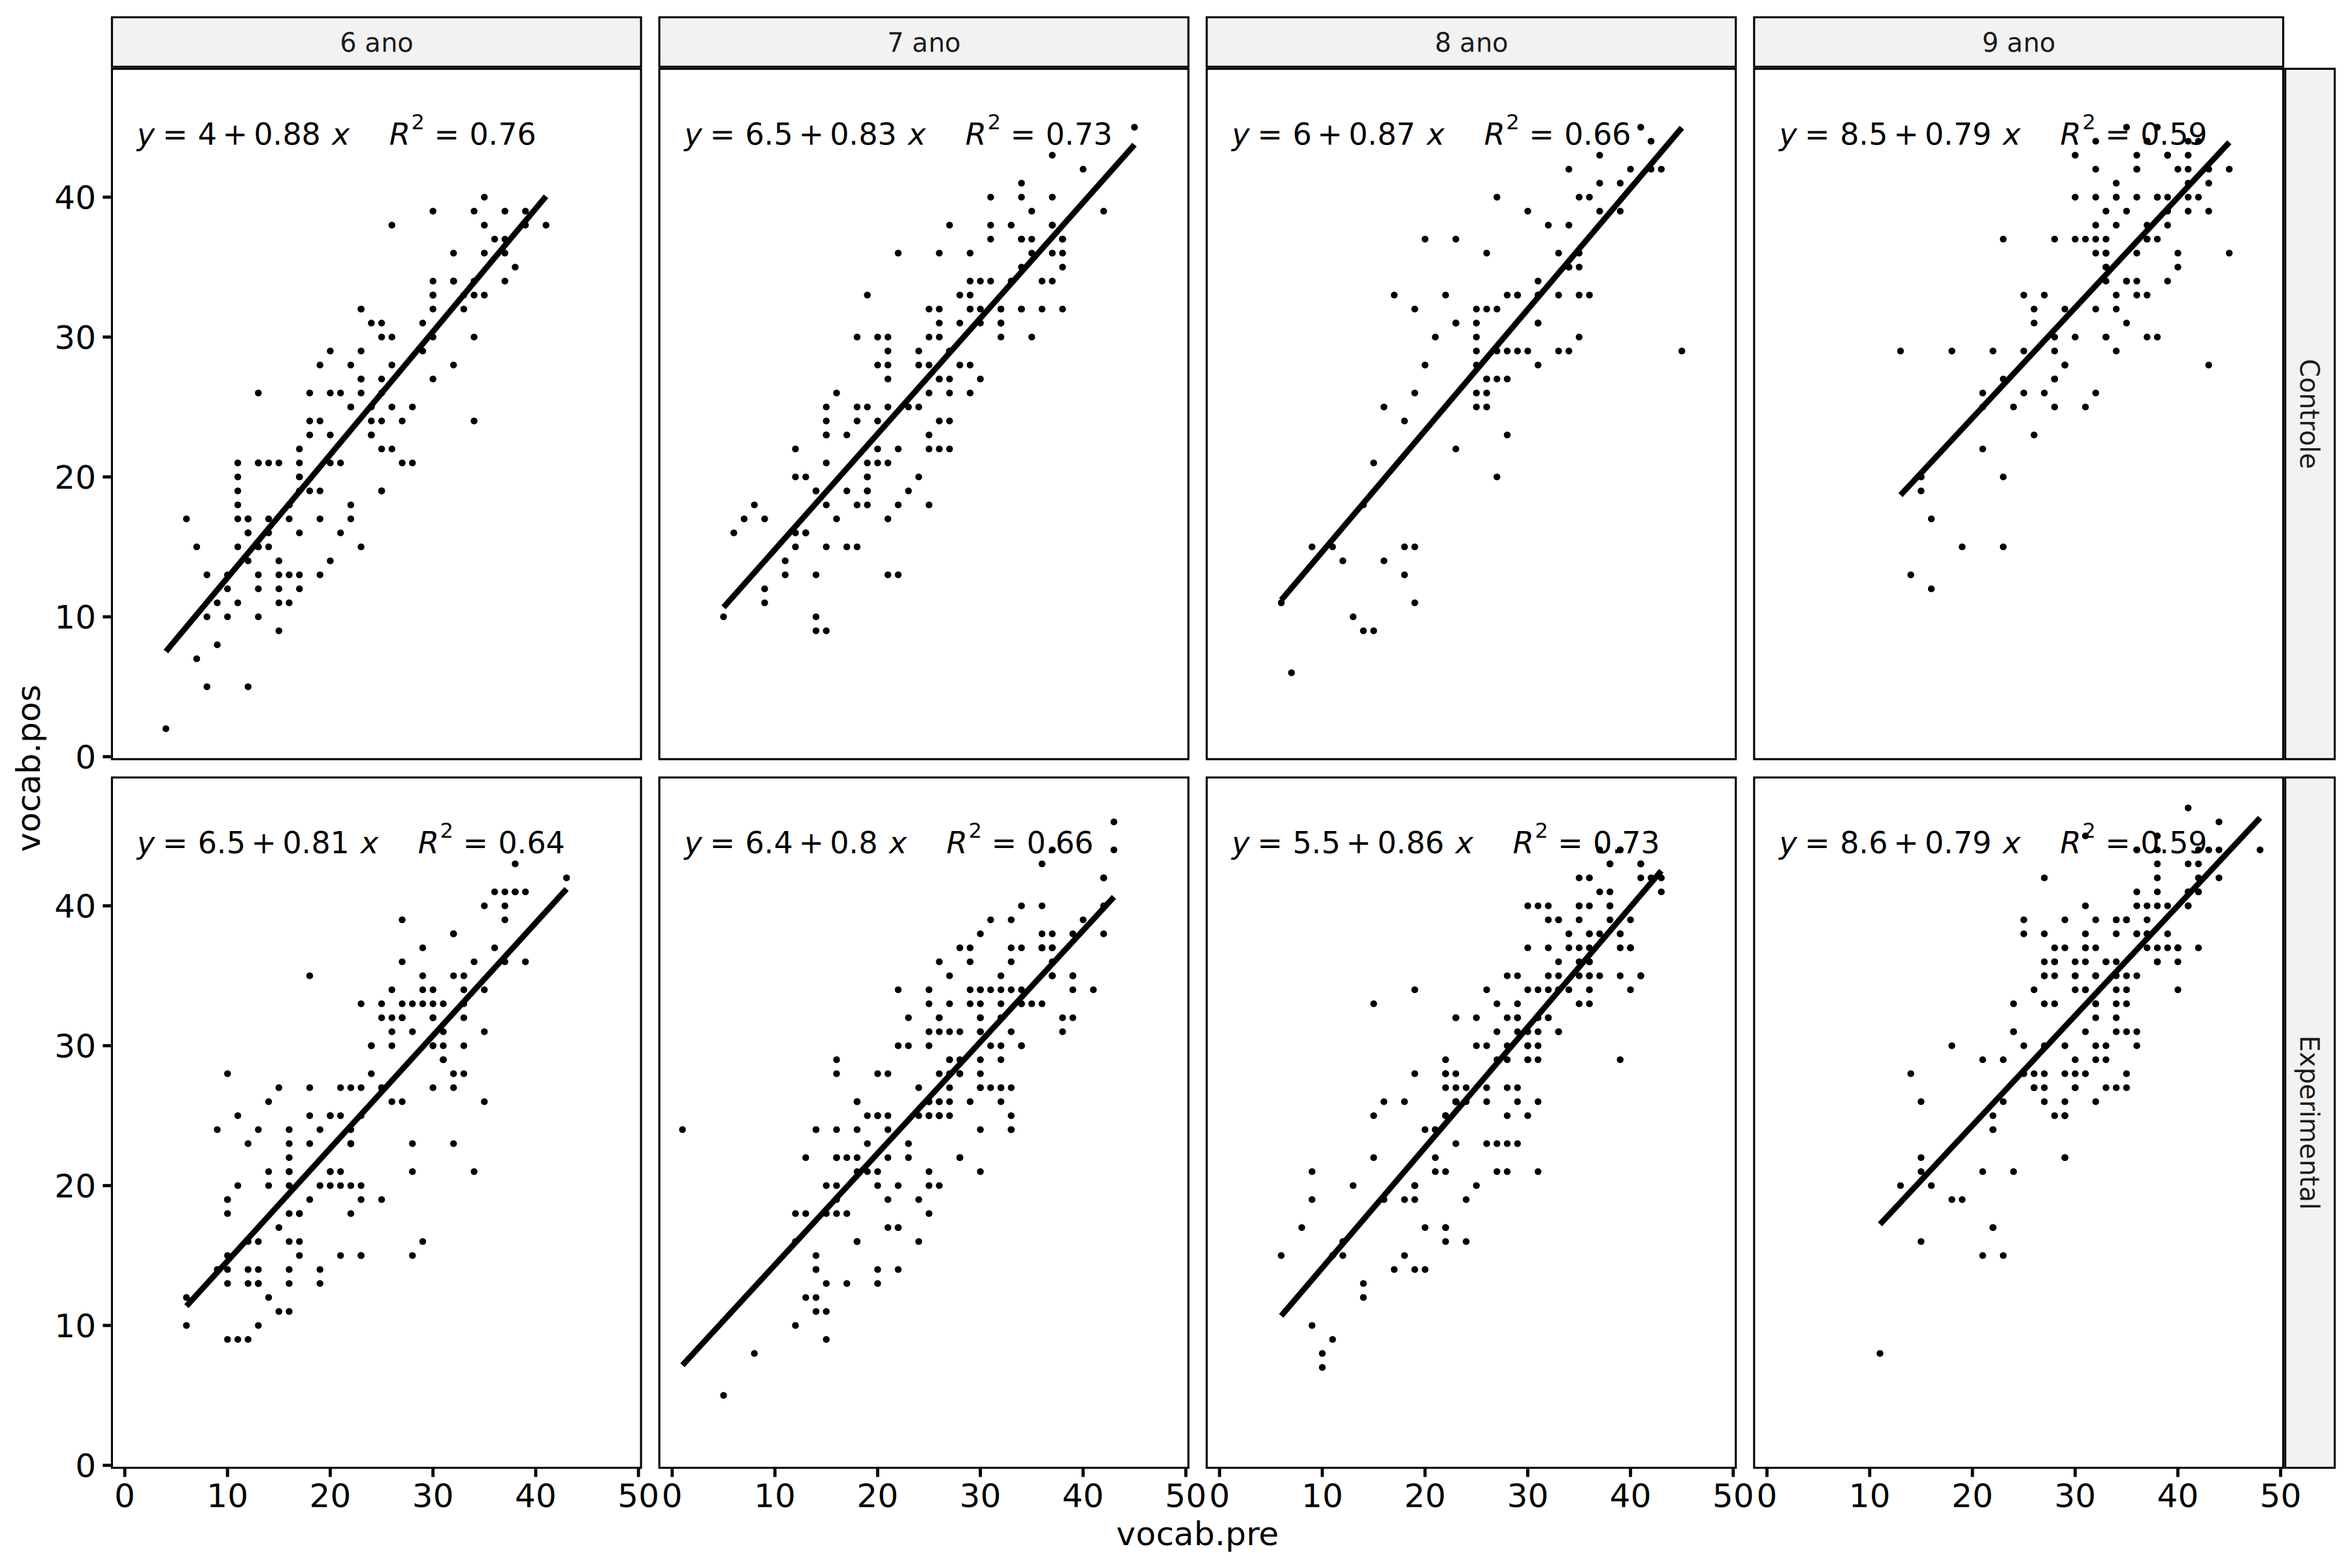 6 ano 7 ano 8 ano 9 ano
y = 4 + 0.88 x R² = 0.76
y = 6.5 + 0.83 x R² = 0.73
y = 6 + 0.87 x R² = 0.66
y = 8.5 + 0.79 x R² = 0.59
Controle
40
30
20
10
0
vocab.pos
y = 6.5 + 0.81 x R² = 0.64
y = 6.4 + 0.8 x R² = 0.66
y = 5.5 + 0.86 x R² = 0.73
y = 8.6 + 0.79 x R² = 0.59
Experimental
40
30
20
10
0
0 10 20 30 40 50 0 10 20 30 40 50 0 10 20 30 40 50 0 10 20 30 40 50
vocab.pre